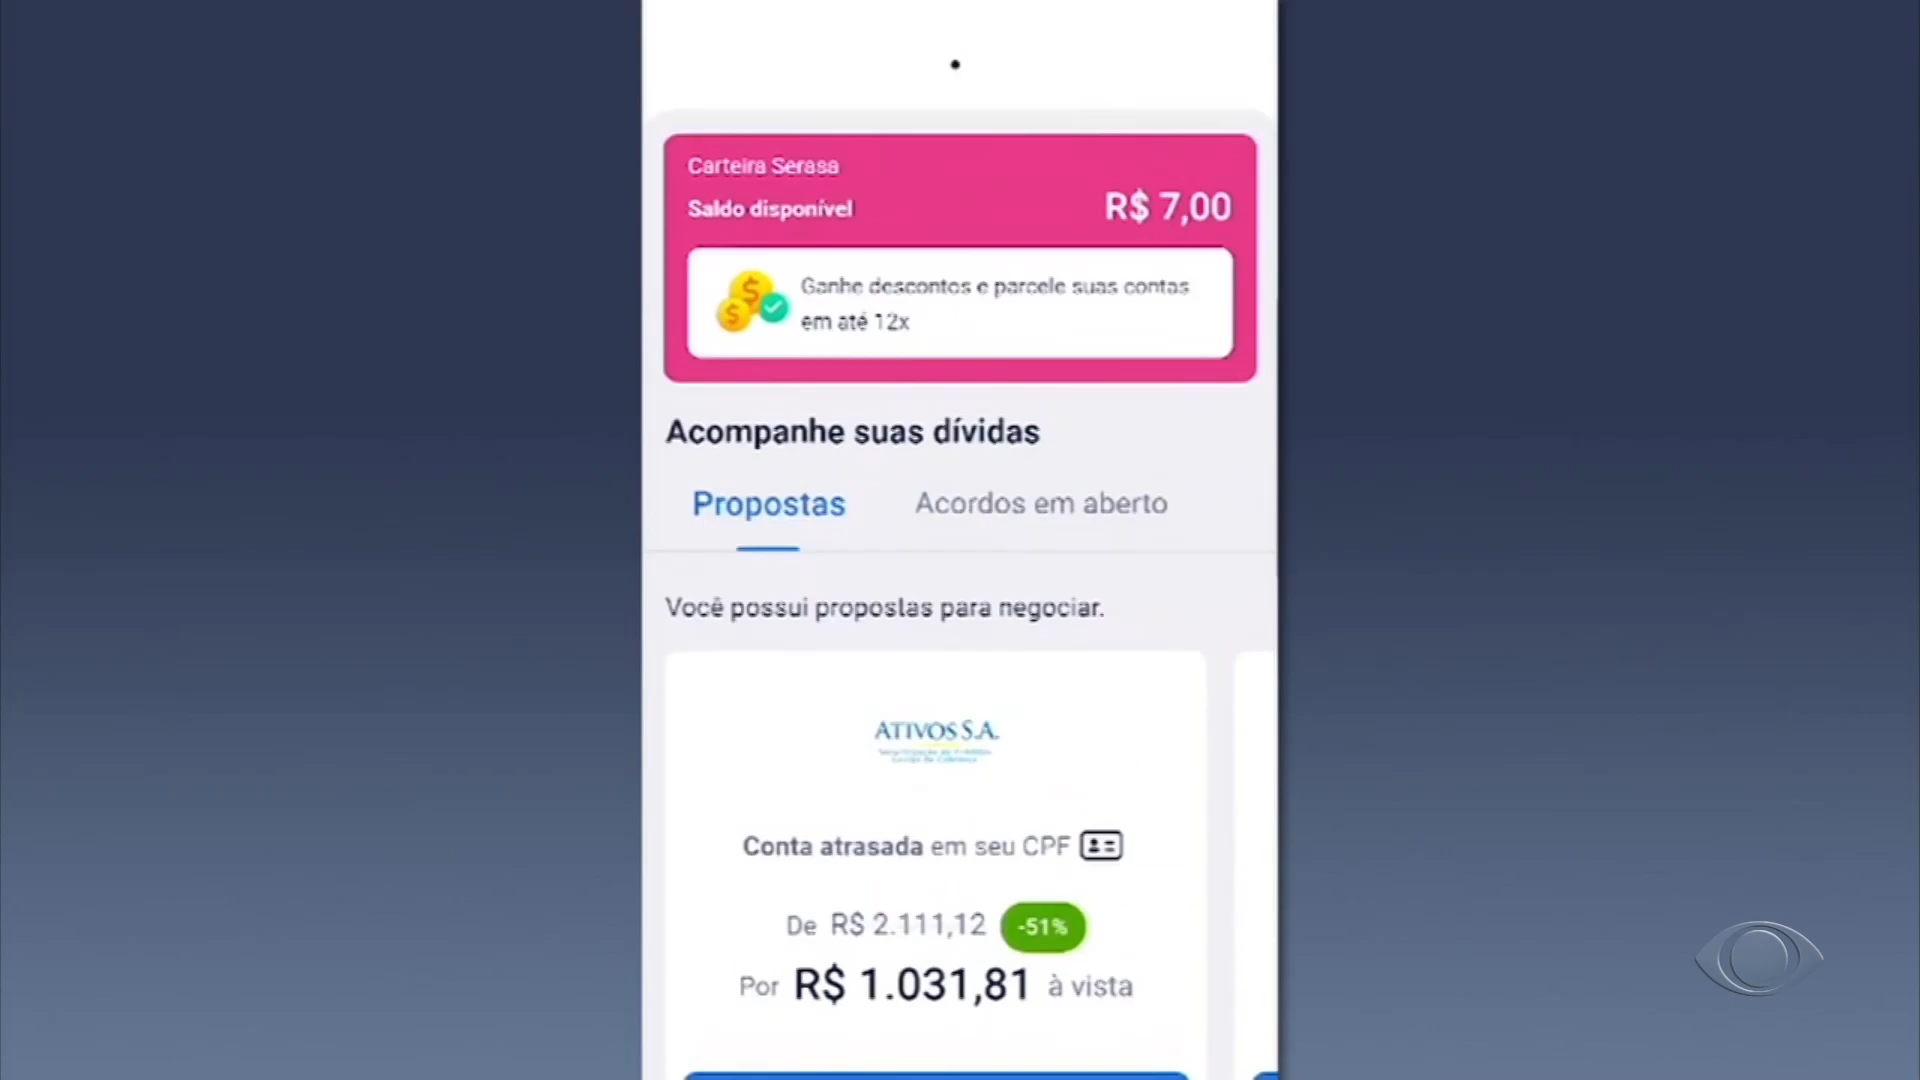 Carteira Serasa
Saldo disponível
R$ 7,00
Ganhe descontos e parcele suas contas
em até 12x
Acompanhe suas dívidas
Propostas
Acordos em aberto
Você possui propostas para negociar.
ATIVOS S.A.
Conta atrasada em seu CPF
De R$ 2.111,12 -51%
Por R$ 1.031,81 à vista